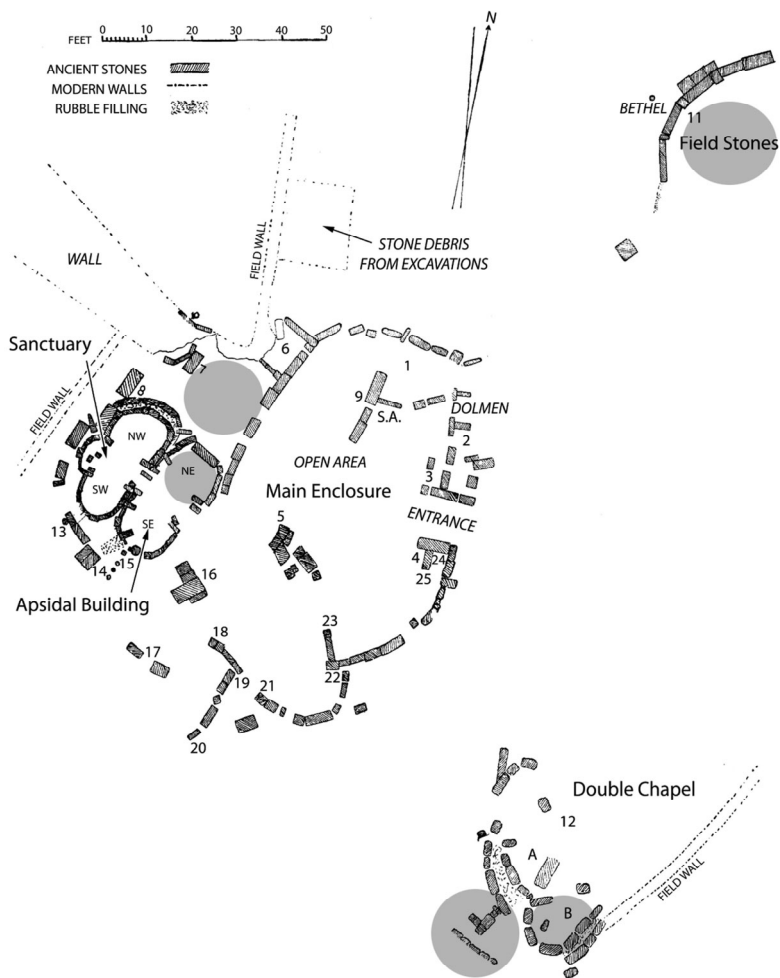 0 10 20 30 40 50
FEET
ANCIENT STONES
MODERN WALLS
RUBBLE FILLING
N
BETHEL
11
Field Stones
FIELD WALL
STONE DEBRIS
FROM EXCAVATIONS
WALL
Sanctuary
6
7
1
FIELD WALL
8
9
S.A.
DOLMEN
2
NW
NE
OPEN AREA
3
Main Enclosure
SW
SE
5
ENTRANCE
13
4
24
14
15
25
16
Apsidal Building
17
18
23
19
22
21
20
Double Chapel
12
A
B
FIELD WALL